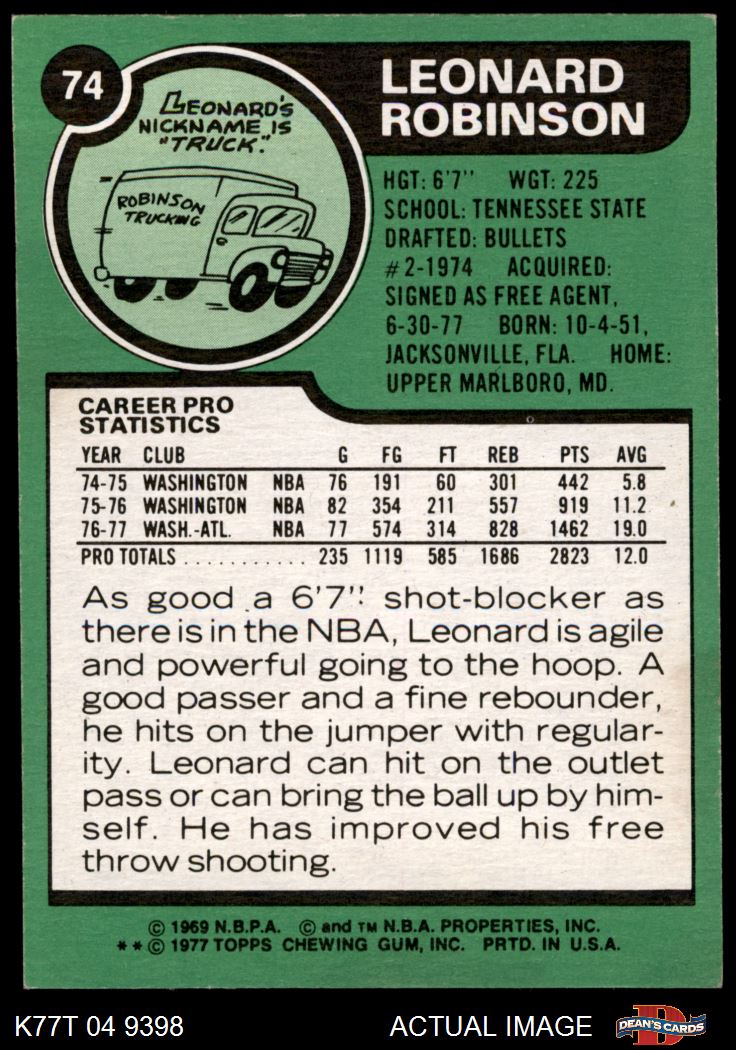 74
LEONARD'S
NICKNAME IS
"TRUCK."
ROBINSON
TRUCKING
LEONARD
ROBINSON
HGT: 6'7" WGT: 225
SCHOOL: TENNESSEE STATE
DRAFTED: BULLETS
#2-1974 ACQUIRED:
SIGNED AS FREE AGENT,
6-30-77 BORN: 10-4-51,
JACKSONVILLE, FLA. HOME:
UPPER MARLBORO, MD.
CAREER PRO
STATISTICS
YEAR CLUB G FG FT REB PTS AVG
74-75 WASHINGTON NBA 76 191 60 301 442 5.8
75-76 WASHINGTON NBA 82 354 211 557 919 11.2
76-77 WASH.-ATL. NBA 77 574 314 828 1462 19.0
PRO TOTALS ........... 235 1119 585 1686 2823 12.0
As good a 6'7" shot-blocker as
there is in the NBA, Leonard is agile
and powerful going to the hoop. A
good passer and a fine rebounder,
he hits on the jumper with regular-
ity. Leonard can hit on the outlet
pass or can bring the ball up by him-
self. He has improved his free
throw shooting.
© 1969 N.B.P.A. © and TM N.B.A. PROPERTIES, INC.
**© 1977 TOPPS CHEWING GUM, INC. PRTD. IN U.S.A.
K77T 04 9398 ACTUAL IMAGE D DEAN'S CARDS